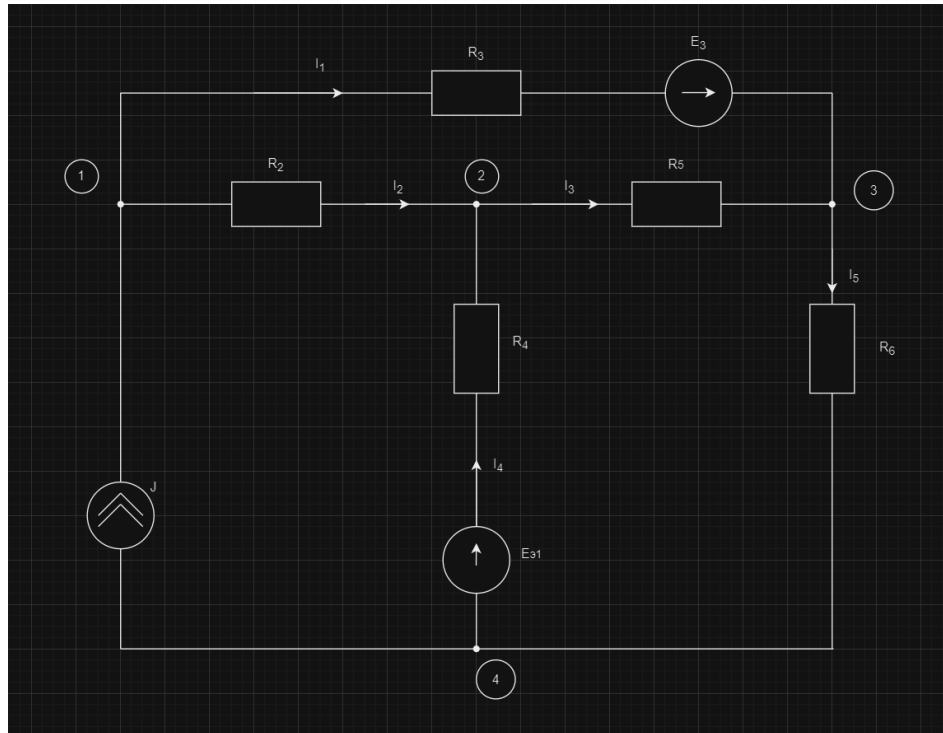 E₃
R₃
I₁
R₂
1
I₂
2
I₃
R5
3
I₅
R₄
R₆
I₄
J
Eэ1
4